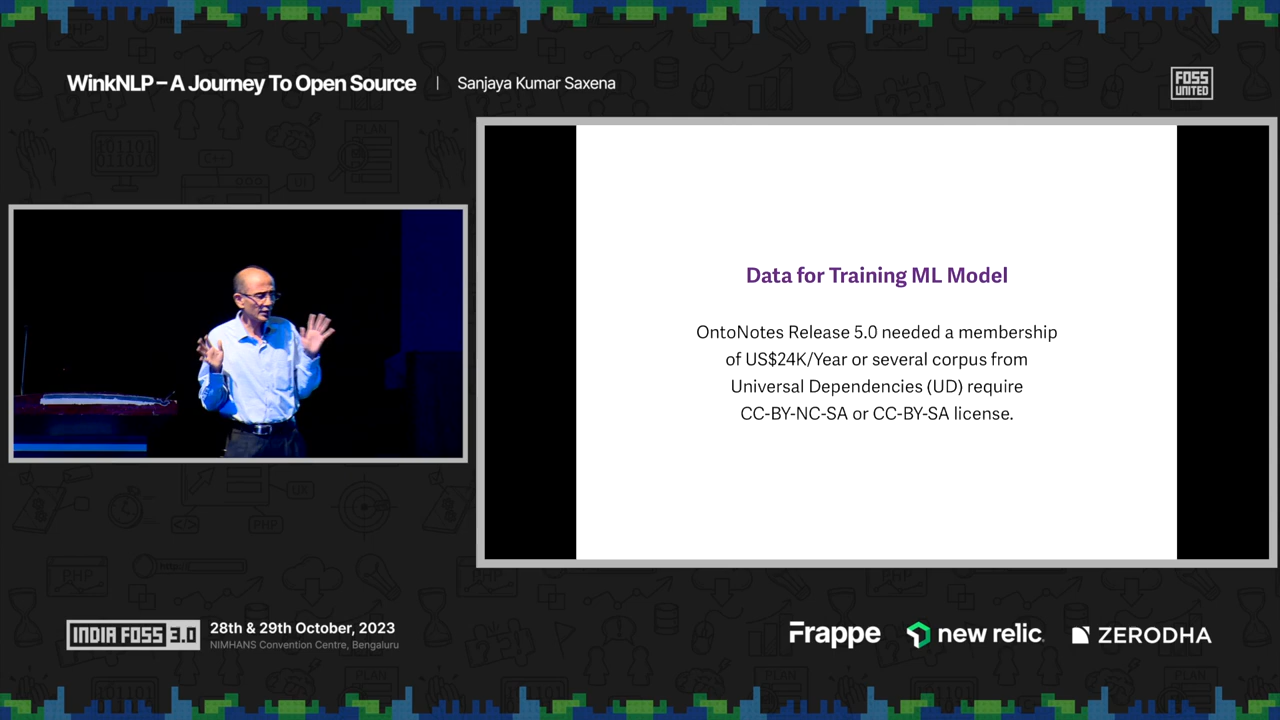 WinkNLP – A Journey To Open Source | Sanjaya Kumar Saxena
FOSS
UNITED
Data for Training ML Model
OntoNotes Release 5.0 needed a membership
of US$24K/Year or several corpus from
Universal Dependencies (UD) require
CC-BY-NC-SA or CC-BY-SA license.
INDIA FOSS 3.0
28th & 29th October, 2023
NIMHANS Convention Centre, Bengaluru
Frappe
new relic
ZERODHA